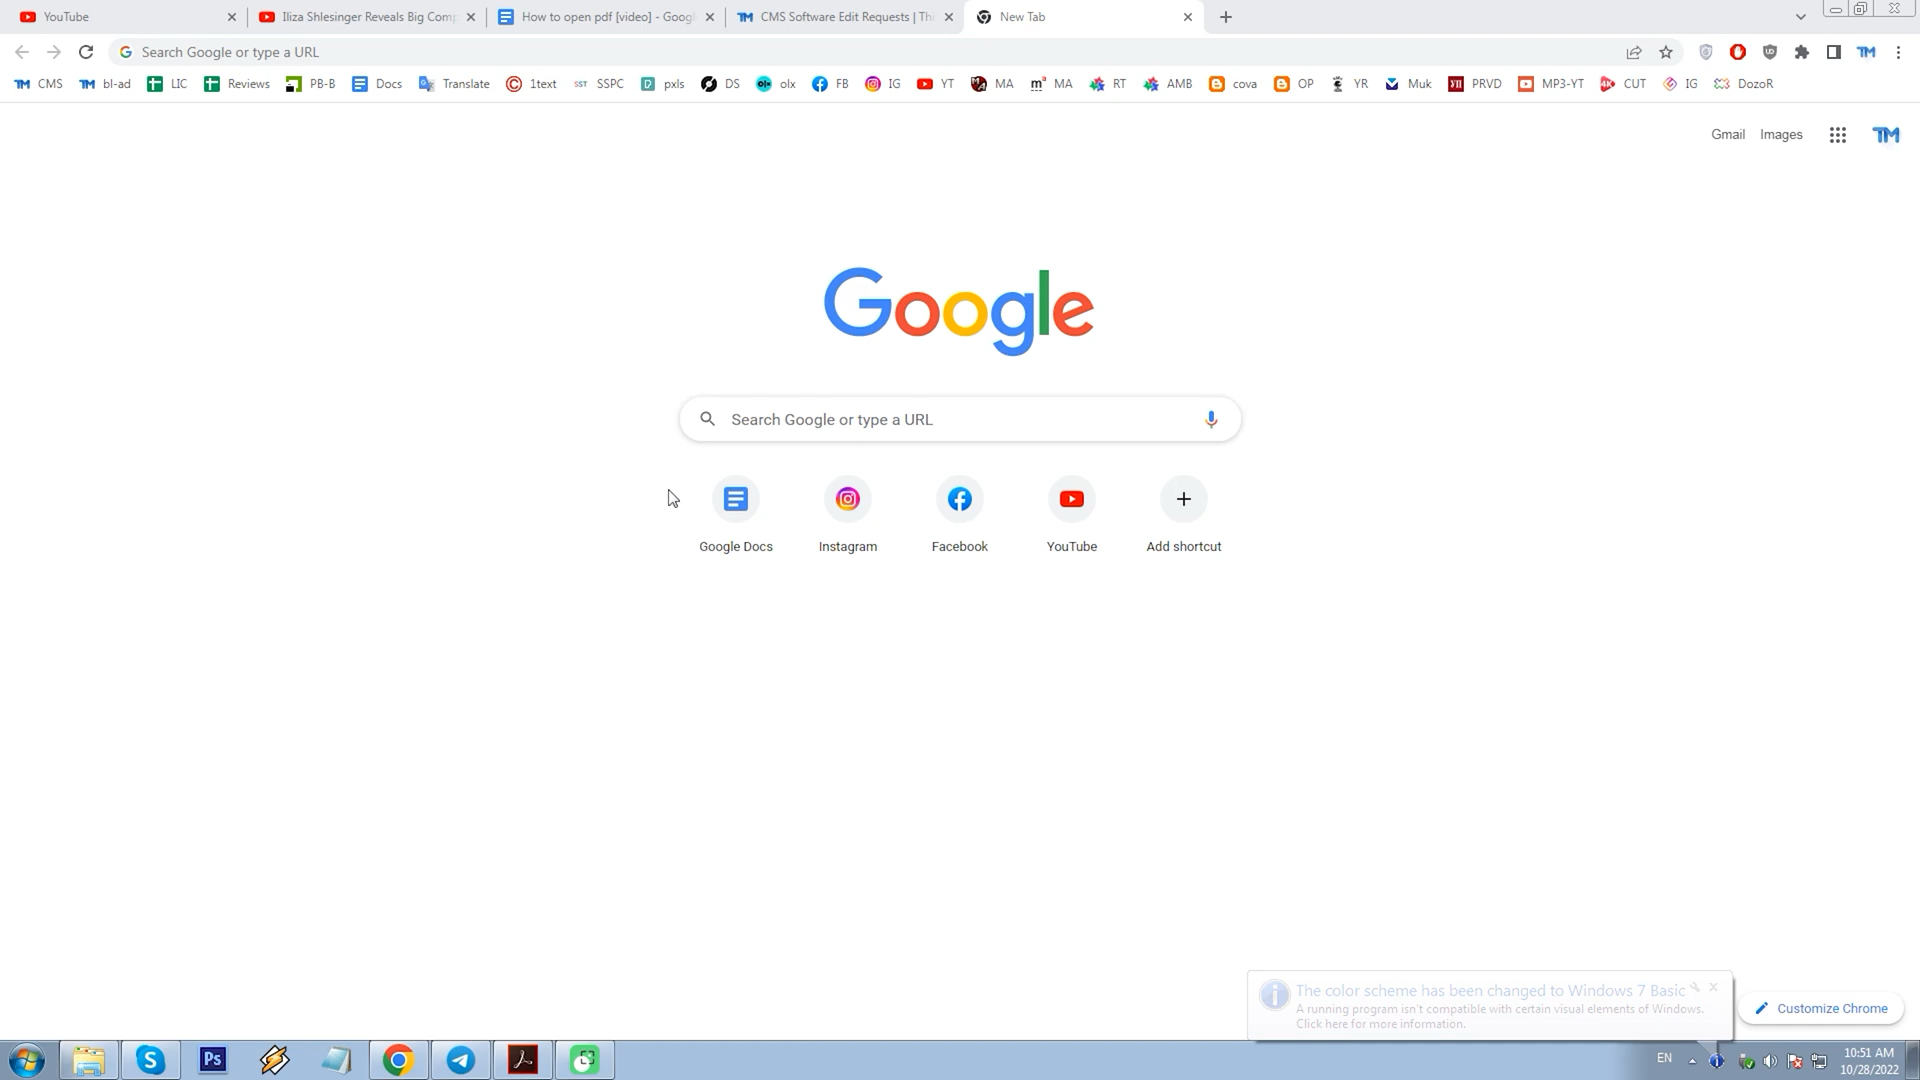 YouTube
Iliza Shlesinger Reveals Big Comp
How to open pdf [video] - Googl
CMS Software Edit Requests | Thi
New Tab
Search Google or type a URL
CMS bl-ad LIC Reviews PB-B Docs Translate 1text SSPC pxls DS olx FB IG YT MA MA RT AMB cova OP YR Muk PRVD MP3-YT CUT IG DozoR
Gmail Images
Google
Search Google or type a URL
Google Docs Instagram Facebook YouTube Add shortcut
The color scheme has been changed to Windows 7 Basic
A running program isn't compatible with certain visual elements of Windows.
Click here for more information.
Customize Chrome
Ps
EN
10:51 AM
10/28/2022